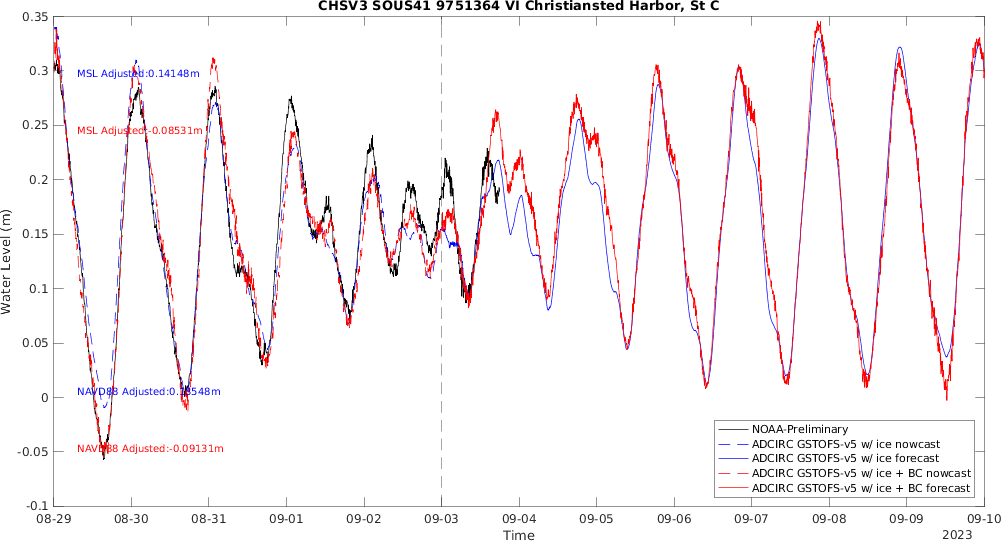 CHSV3 SOUS41 9751364 VI Christiansted Harbor, St C
Water Level (m)
0.35
0.3
0.25
0.2
0.15
0.1
0.05
0
-0.05
-0.1
MSL Adjusted:0.14148m
MSL Adjusted:-0.08531m
NAVD88 Adjusted:0.13548m
NAVD88 Adjusted:-0.09131m
NOAA-Preliminary
ADCIRC GSTOFS-v5 w/ ice nowcast
ADCIRC GSTOFS-v5 w/ ice forecast
ADCIRC GSTOFS-v5 w/ ice + BC nowcast
ADCIRC GSTOFS-v5 w/ ice + BC forecast
08-29 08-30 08-31 09-01 09-02 09-03 09-04 09-05 09-06 09-07 09-08 09-09 09-10
Time
2023